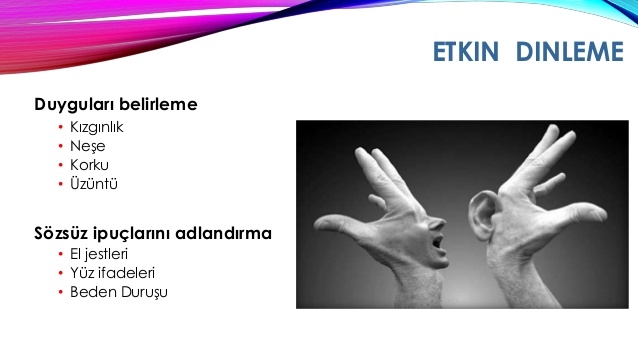 ETKIN DINLEME
Duyguları belirleme
• Kızgınlık
• Neşe
• Korku
• Üzüntü
Sözsüz ipuçlarını adlandırma
• El jestleri
• Yüz ifadeleri
• Beden Duruşu